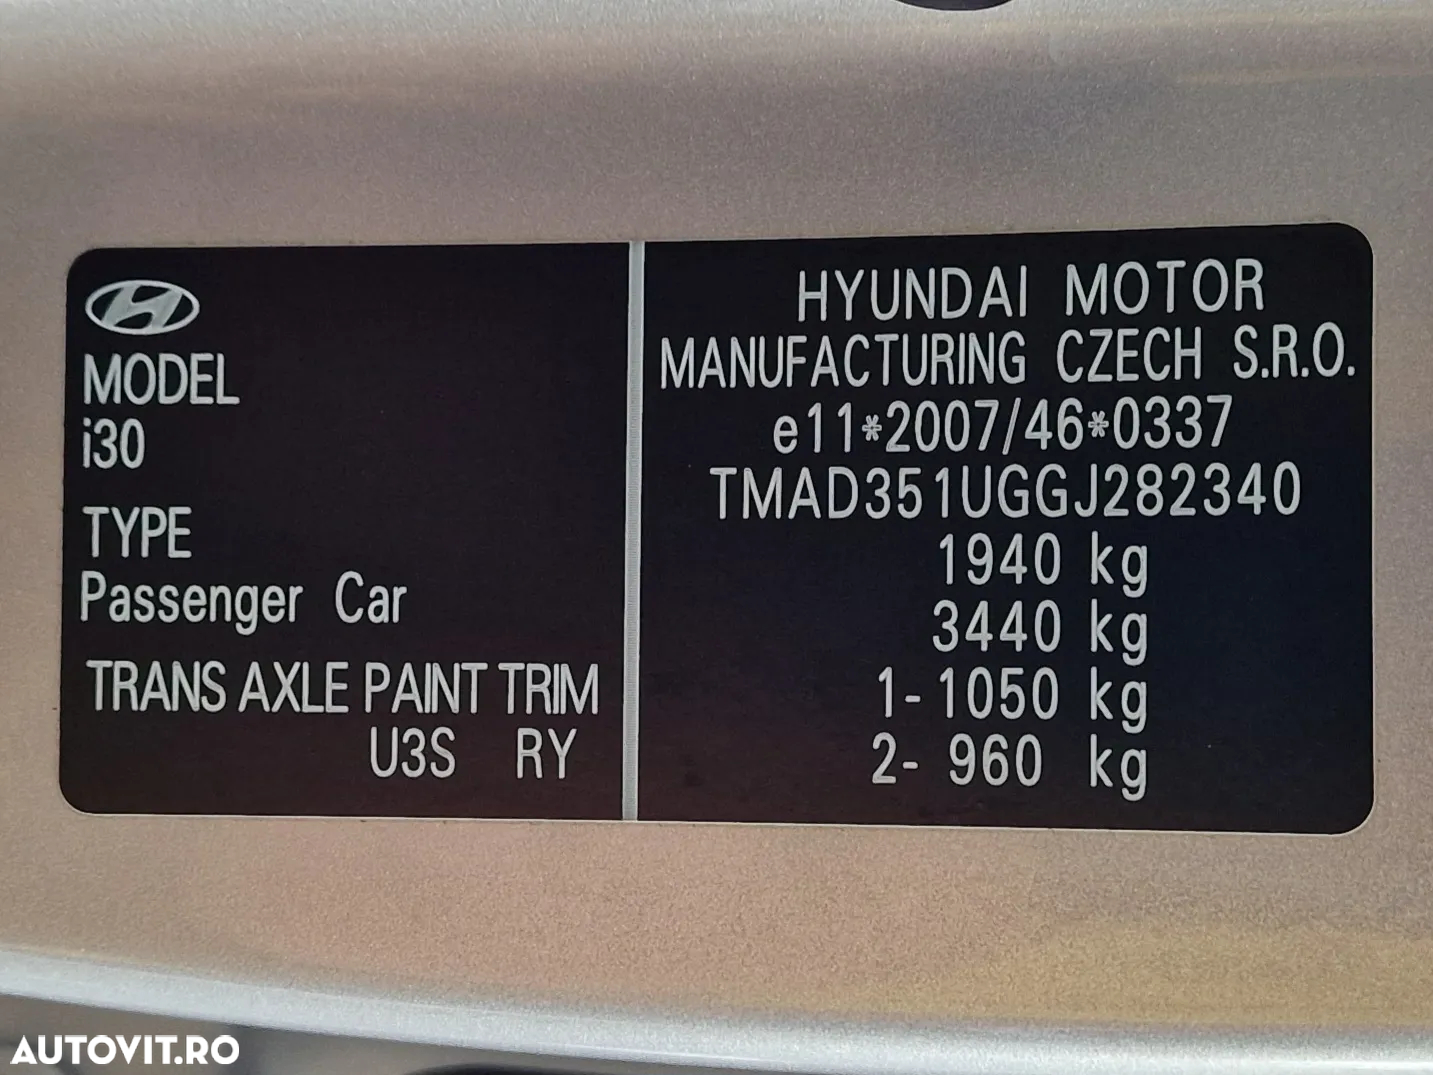 MODEL
i30
TYPE
Passenger Car
TRANS AXLE PAINT TRIM
U3S RY
HYUNDAI MOTOR
MANUFACTURING CZECH S.R.O.
e11*2007/46*0337
TMAD351UGGJ282340
1940 kg
3440 kg
1- 1050 kg
2- 960 kg
AUTOVIT.RO